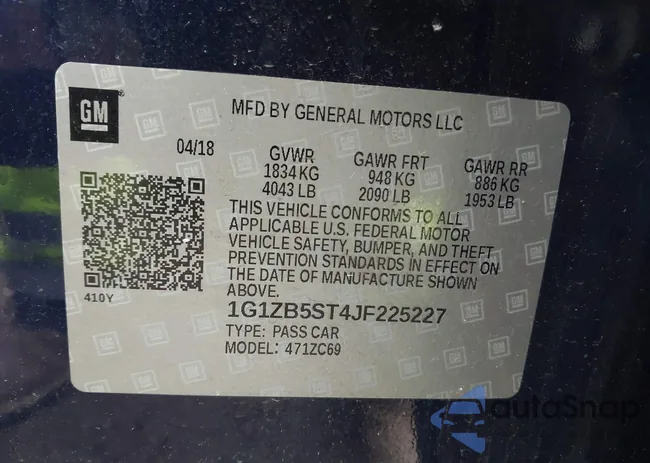 GM
MFD BY GENERAL MOTORS LLC
04/18
GVWR GAWR FRT GAWR RR
1834 KG 948 KG 886 KG
4043 LB 2090 LB 1953 LB
THIS VEHICLE CONFORMS TO ALL
APPLICABLE U.S. FEDERAL MOTOR
VEHICLE SAFETY, BUMPER, AND THEFT
PREVENTION STANDARDS IN EFFECT ON
THE DATE OF MANUFACTURE SHOWN
ABOVE.
410Y
1G1ZB5ST4JF225227
TYPE: PASS CAR
MODEL: 471ZC69
autoSnap